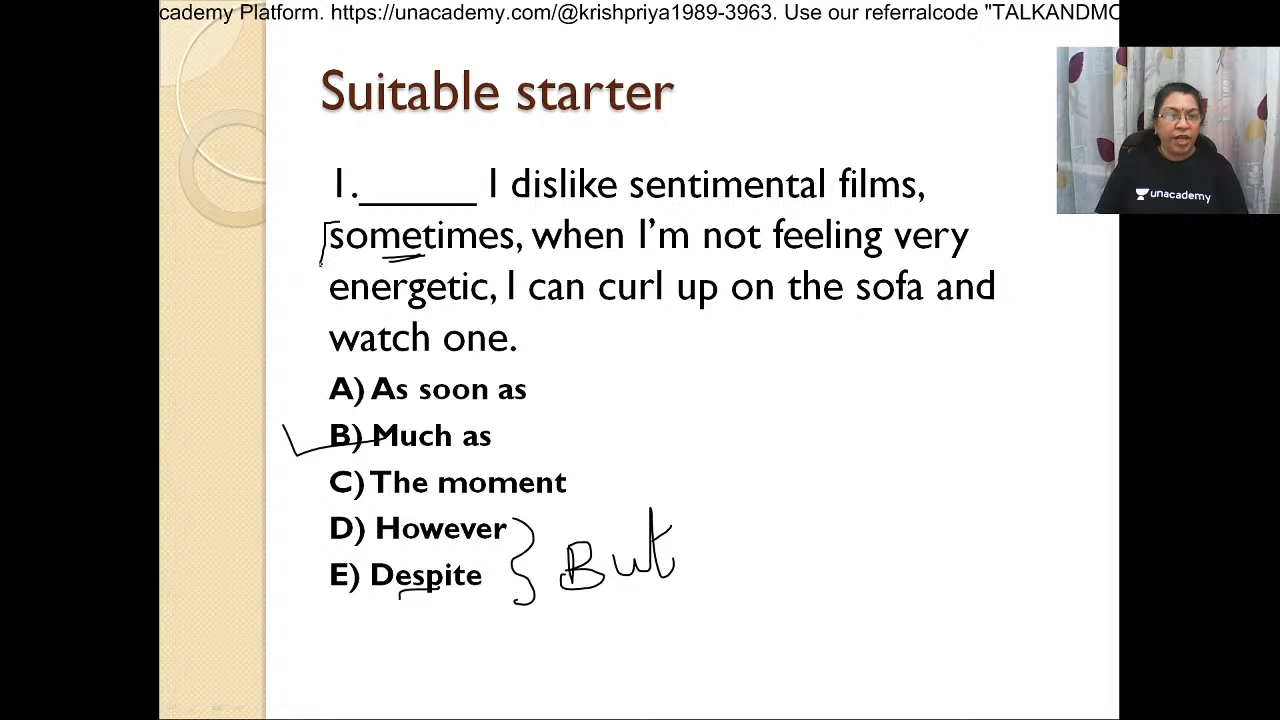 cademy Platform. https://unacademy.com/@krishpriya1989-3963. Use our referralcode "TALKANDMO
Suitable starter
1._____ I dislike sentimental films,
sometimes, when I'm not feeling very
energetic, I can curl up on the sofa and
watch one.
A) As soon as
B) Much as
C) The moment
D) However
E) Despite
But
unacademy